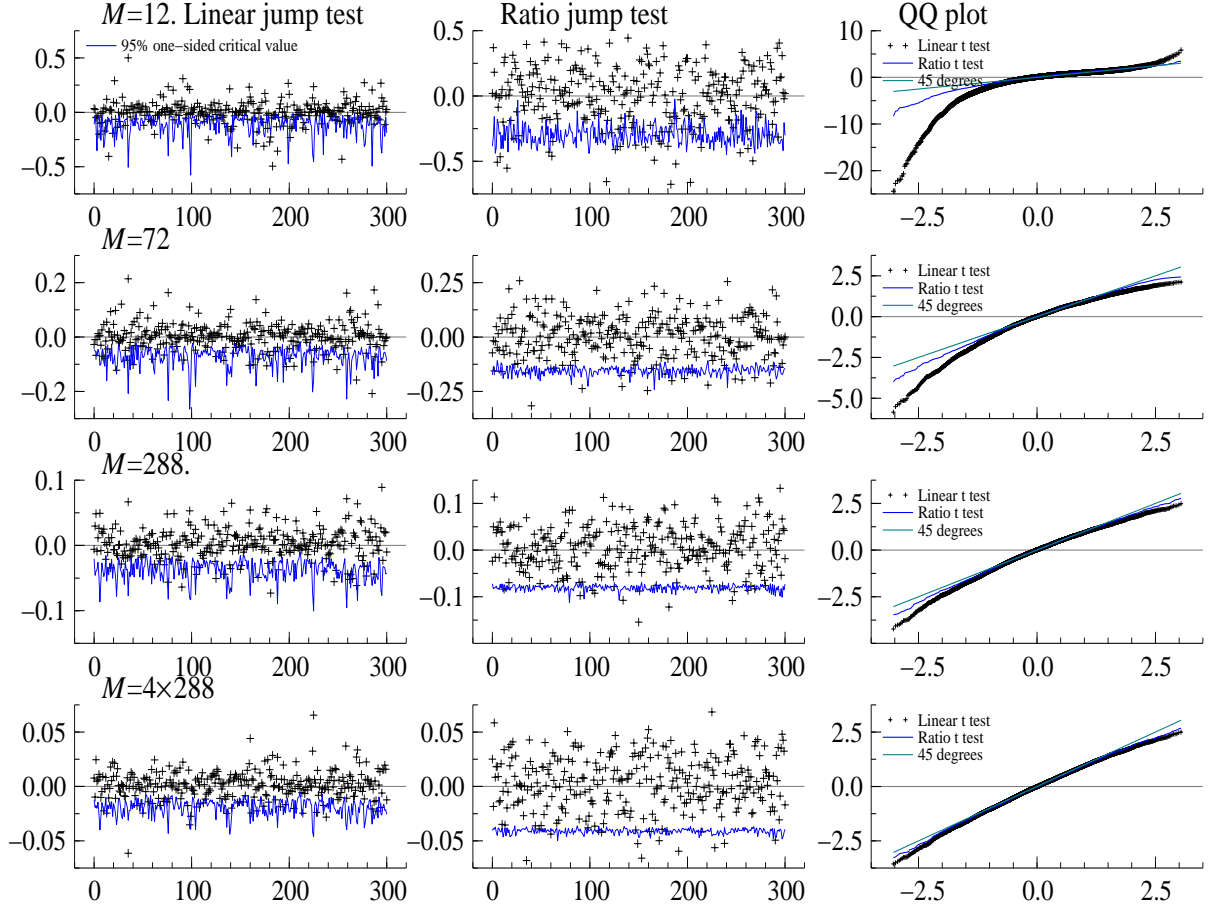 M=12. Linear jump test
Ratio jump test
QQ plot
0.5
0.0
−0.5
95% one−sided critical value
0 100 200 300
0.5
0.0
−0.5
0 100 200 300
10
0
−10
−20
Linear t test
Ratio t test
45 degrees
−2.5 0.0 2.5
M=72
0.2
0.0
−0.2
0 100 200 300
0.25
0.00
−0.25
0 100 200 300
2.5
0.0
−2.5
−5.0
Linear t test
Ratio t test
45 degrees
−2.5 0.0 2.5
M=288.
0.1
0.0
−0.1
0 100 200 300
0.1
0.0
−0.1
0 100 200 300
2.5
0.0
−2.5
Linear t test
Ratio t test
45 degrees
−2.5 0.0 2.5
M=4×288
0.05
0.00
−0.05
0 100 200 300
0.05
0.00
−0.05
0 100 200 300
2.5
0.0
−2.5
Linear t test
Ratio t test
45 degrees
−2.5 0.0 2.5